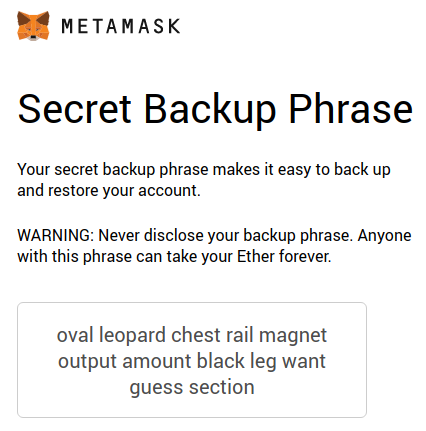 METAMASK
Secret Backup Phrase
Your secret backup phrase makes it easy to back up
and restore your account.
WARNING: Never disclose your backup phrase. Anyone
with this phrase can take your Ether forever.
oval leopard chest rail magnet
output amount black leg want
guess section